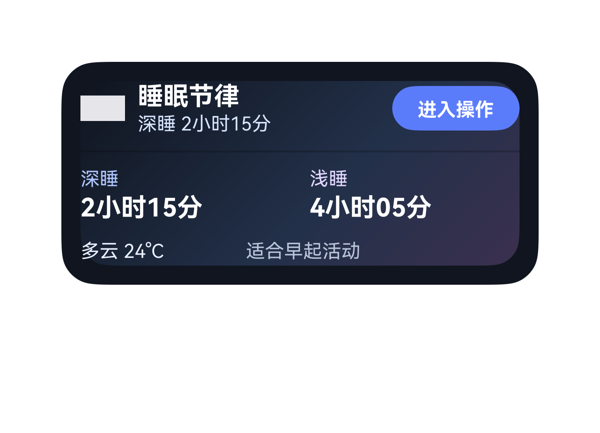 睡眠节律
深睡 2小时15分
进入操作
深睡
浅睡
2小时15分
4小时05分
多云 24°C
适合早起活动